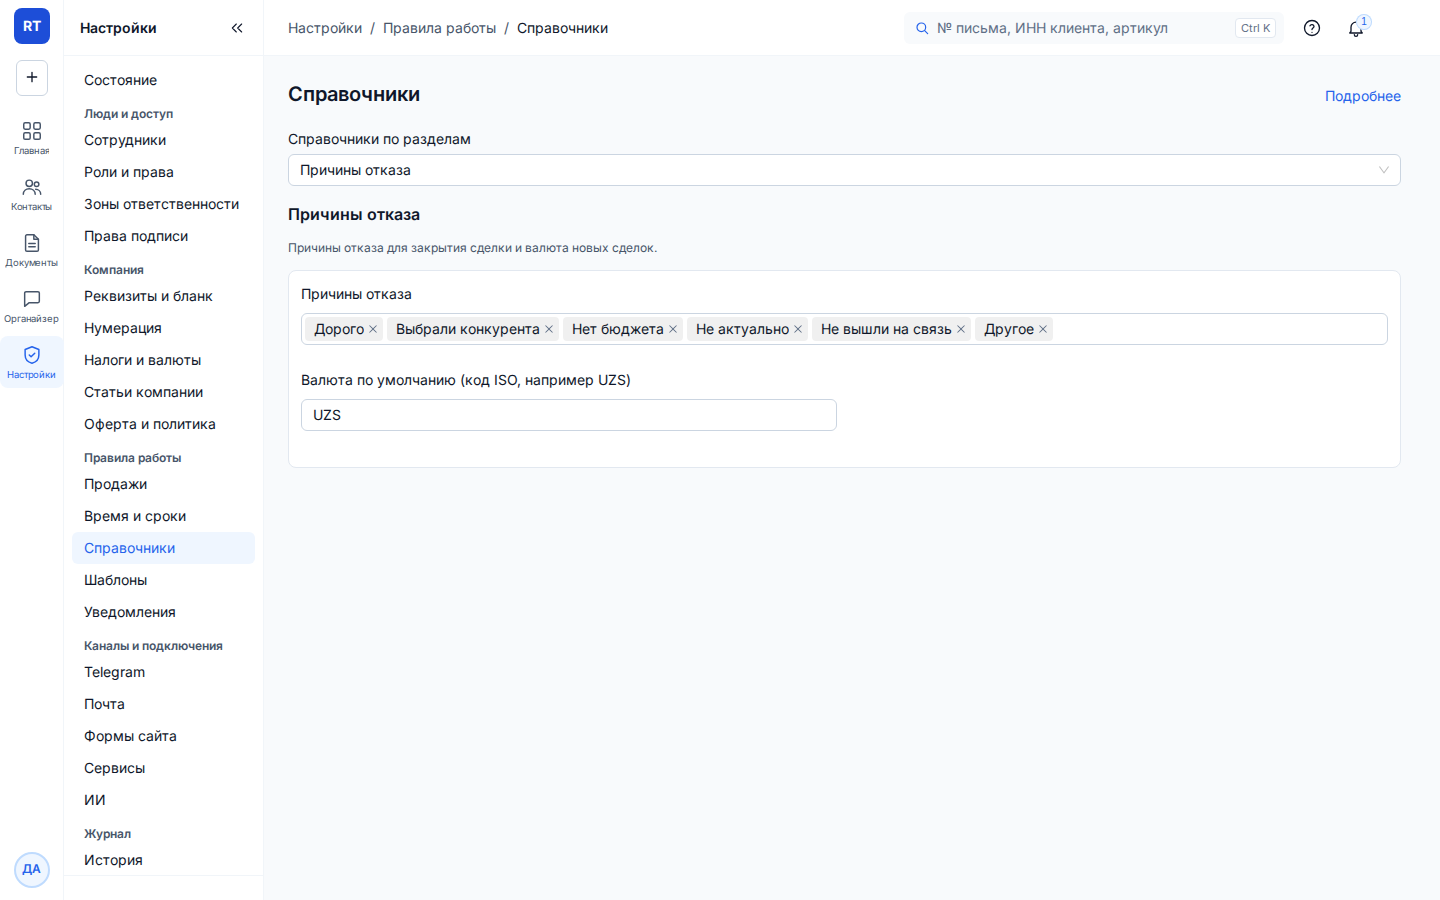 RT
Главная
Контакты
Документы
Органайзер
Настройки
ДА
Настройки
Состояние
Люди и доступ
Сотрудники
Роли и права
Зоны ответственности
Права подписи
Компания
Реквизиты и бланк
Нумерация
Налоги и валюты
Статьи компании
Оферта и политика
Правила работы
Продажи
Время и сроки
Справочники
Шаблоны
Уведомления
Каналы и подключения
Telegram
Почта
Формы сайта
Сервисы
ИИ
Журнал
История
Настройки / Правила работы / Справочники
№ письма, ИНН клиента, артикул Ctrl K
1
Справочники
Подробнее
Справочники по разделам
Причины отказа
Причины отказа
Причины отказа для закрытия сделки и валюта новых сделок.
Причины отказа
Дорого Выбрали конкурента Нет бюджета Не актуально Не вышли на связь Другое
Валюта по умолчанию (код ISO, например UZS)
UZS